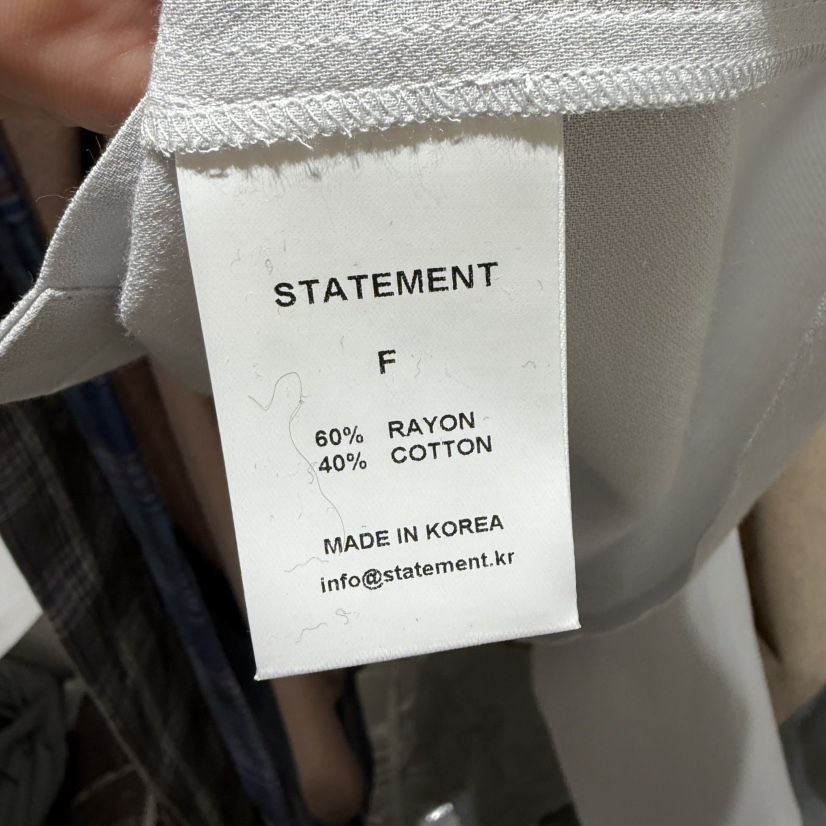 STATEMENT
F
60% RAYON
40% COTTON
MADE IN KOREA
info@statement.kr